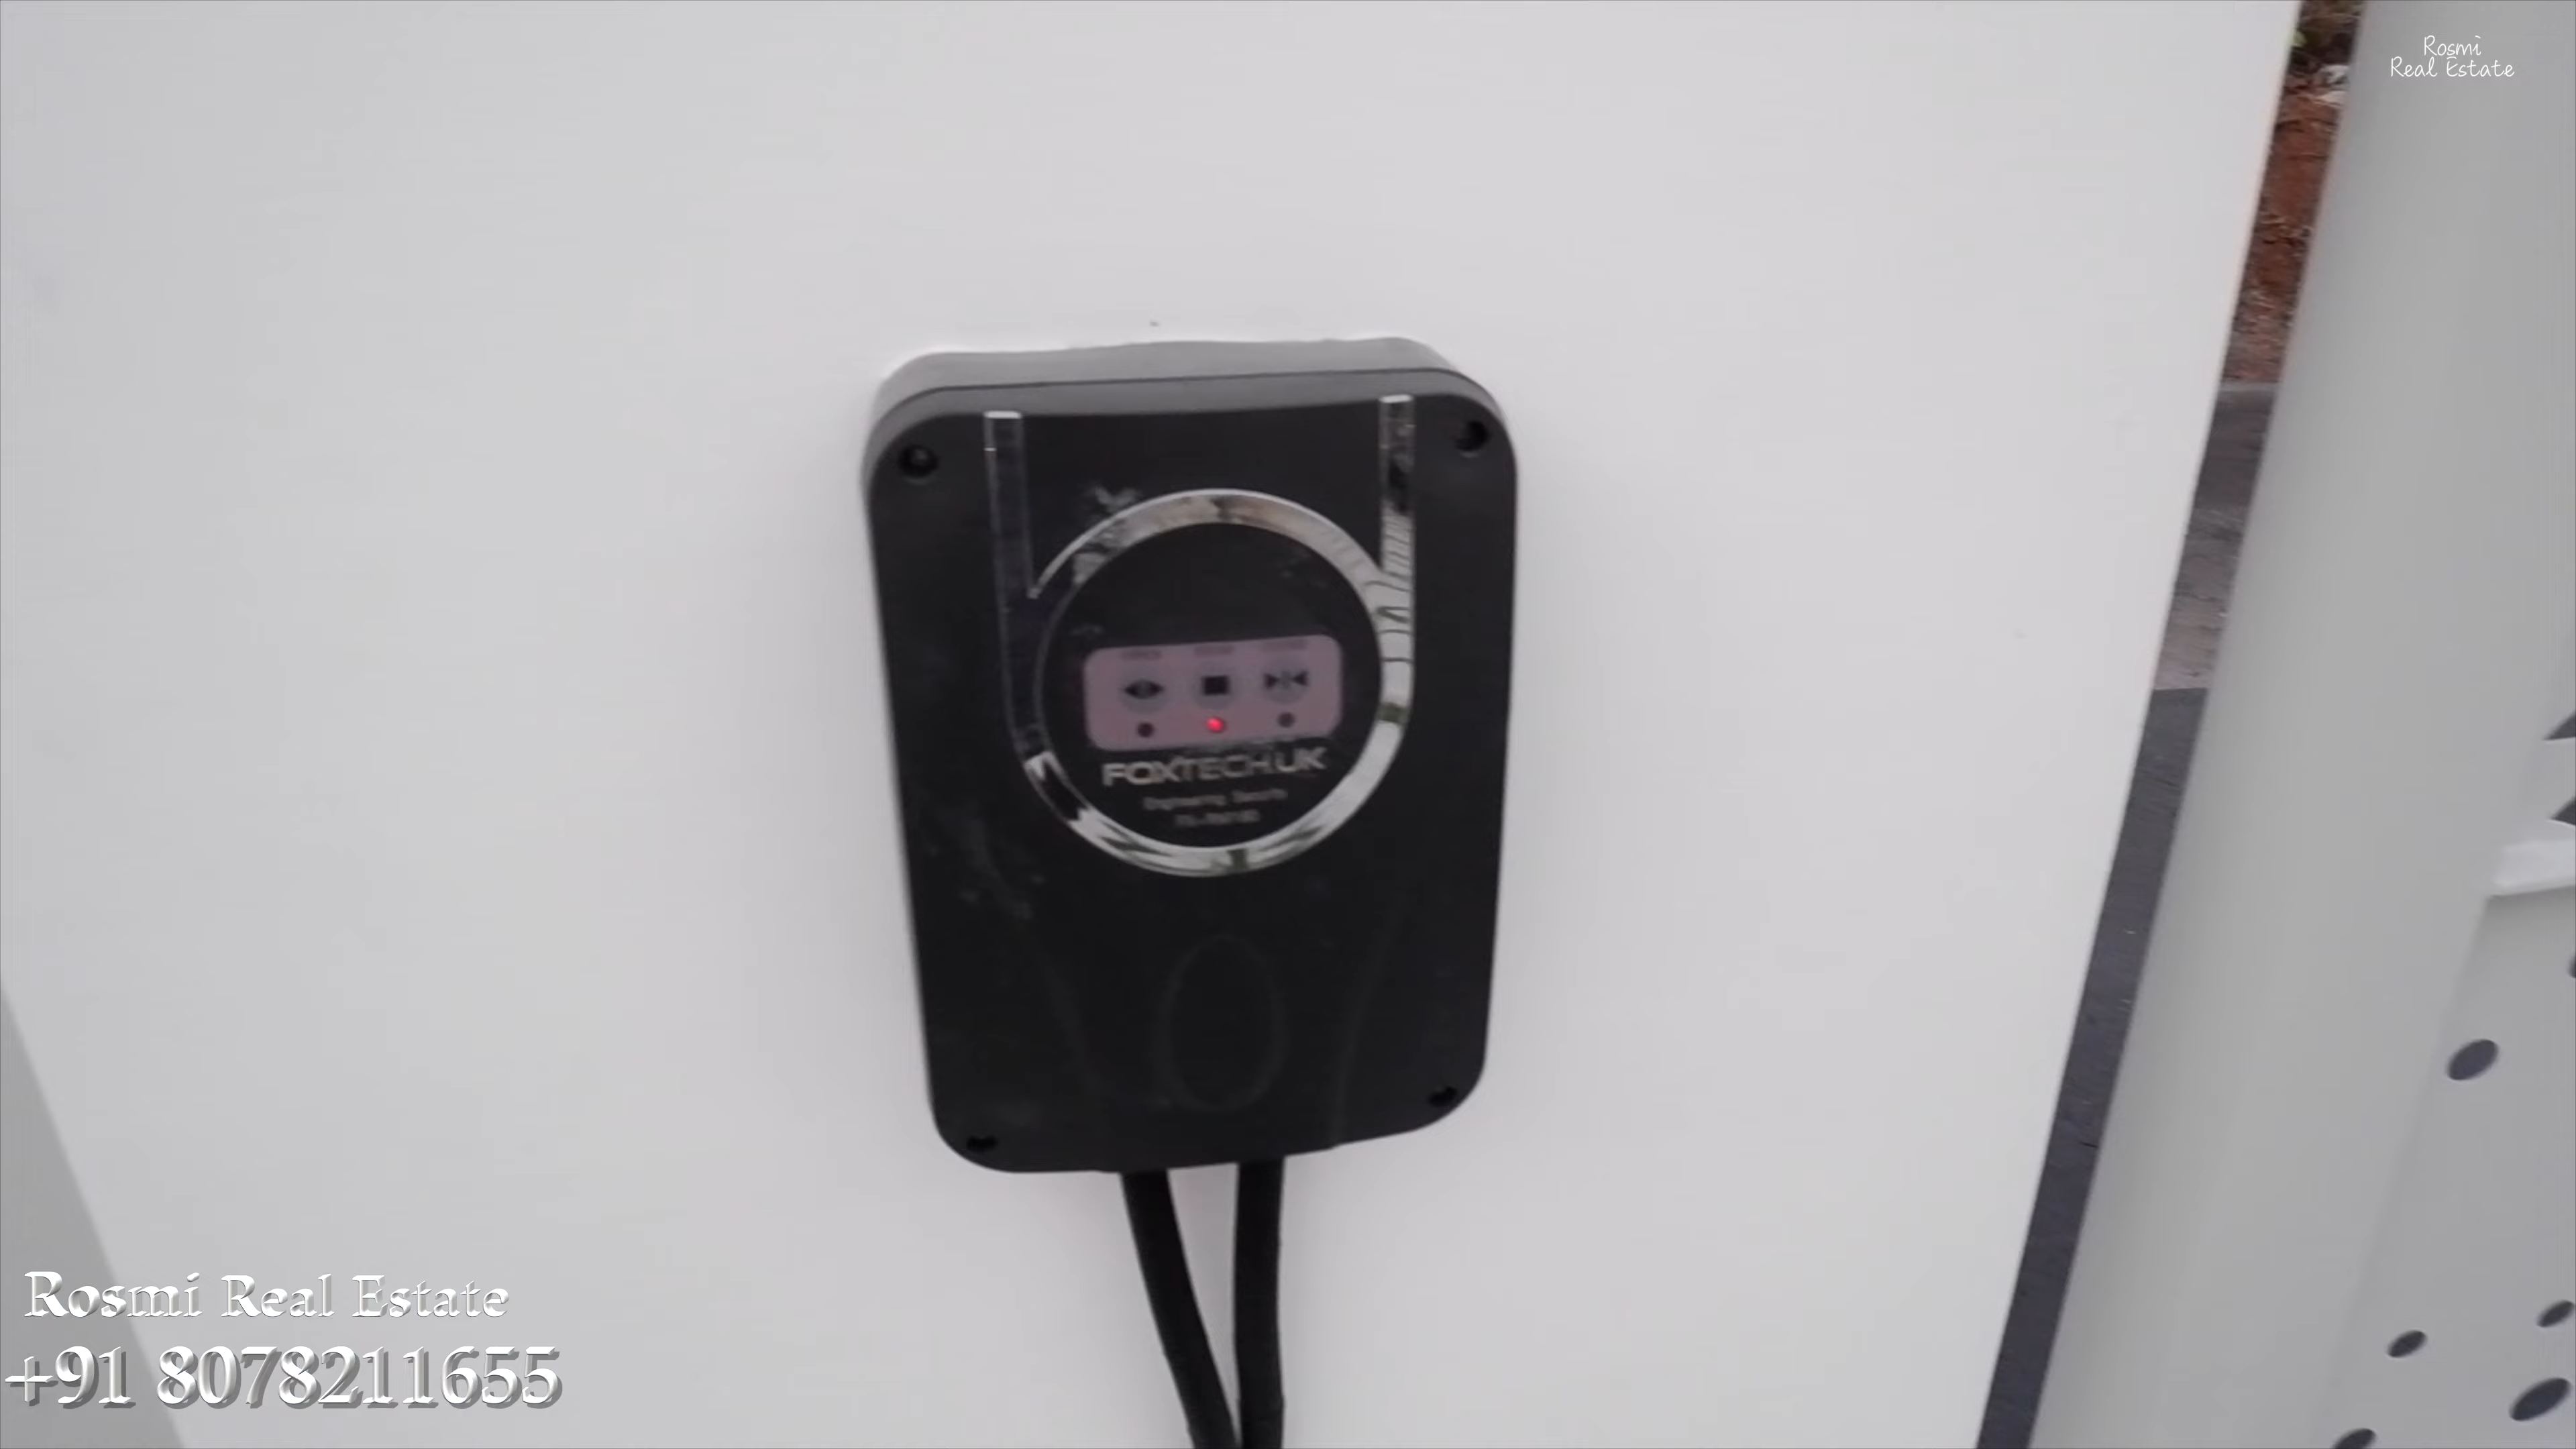 Rosmi
Real Estate
FOXTECH.UK
Rosmi Real Estate
+91 8078211655